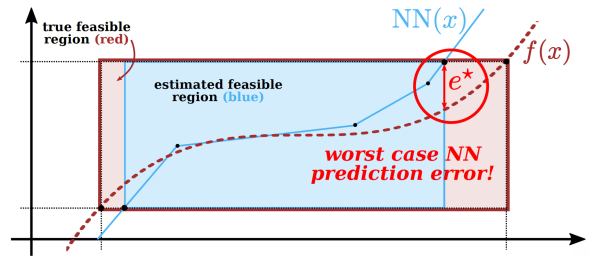 NN(x)
true feasible
region (red)
f(x)
estimated feasible
region (blue)
e★
worst case NN
prediction error!